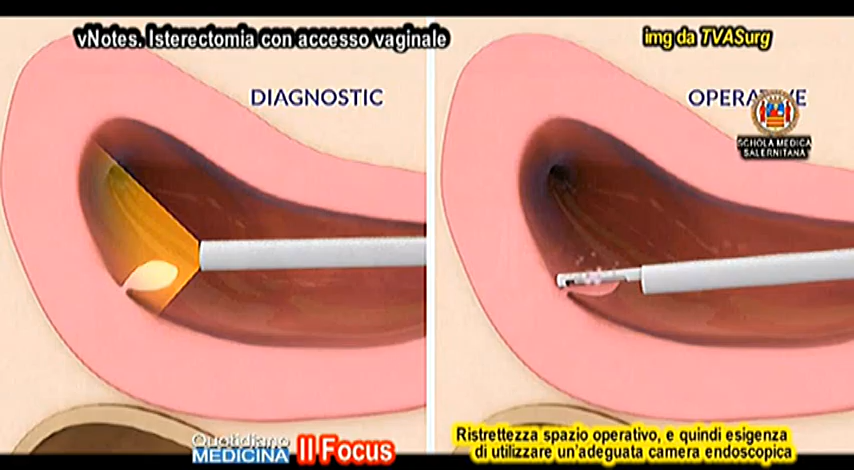 vNotes. Isterectomia con accesso vaginale
img da TVASurg
DIAGNOSTIC
OPERATIVE
SCHOLA MEDICA
SALERNITANA
Quotidiano
MEDICINA Il Focus
Ristrettezza spazio operativo, e quindi esigenza
di utilizzare un'adeguata camera endoscopica